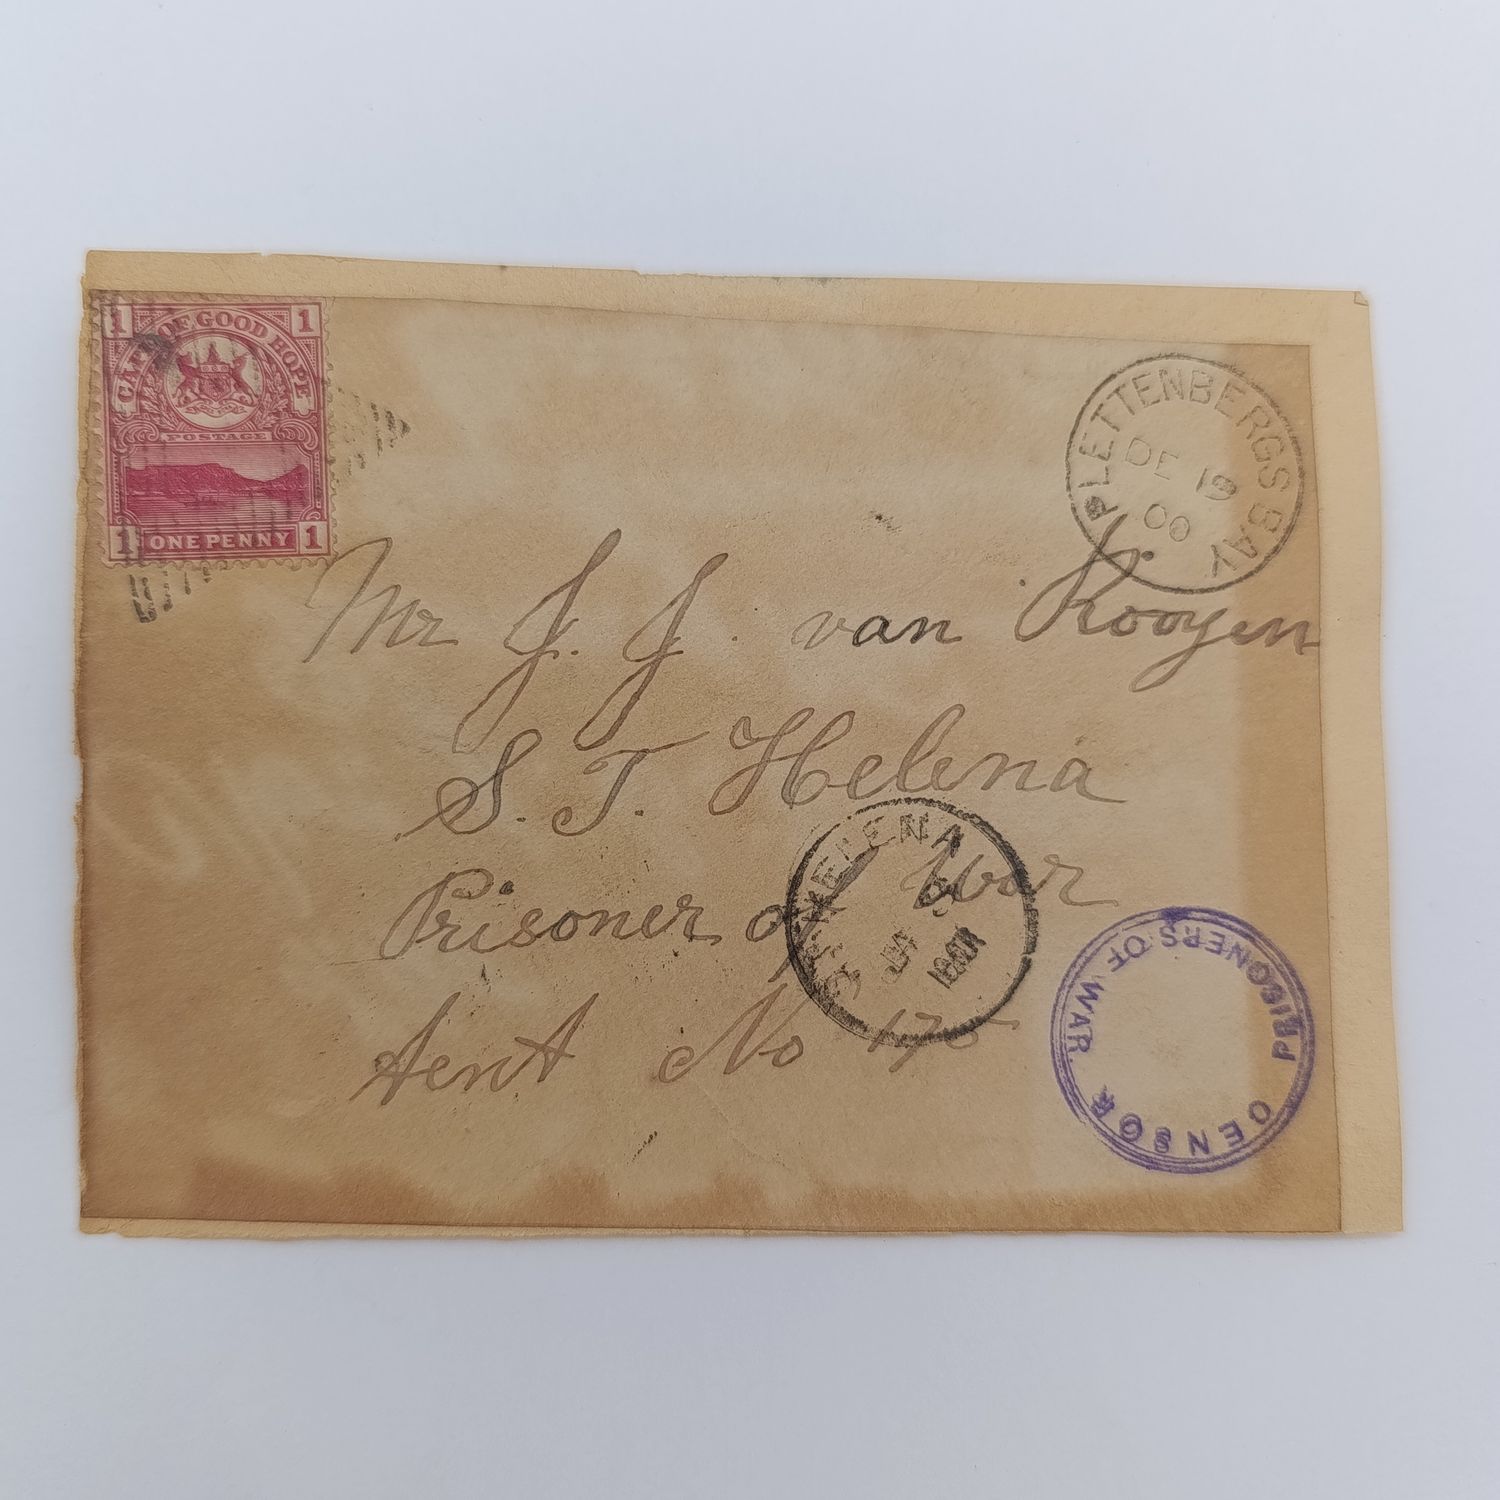 1 1
CAPE OF GOOD HOPE
POSTAGE
1 ONE PENNY 1
PLETTENBERGS BAY
DE 19
00
Mr J. J. van Rooyen
S. T. Helena
Prisoner of War
Tent No 175
ST. HELENA
JA
PRISONERS OF WAR
CENSOR